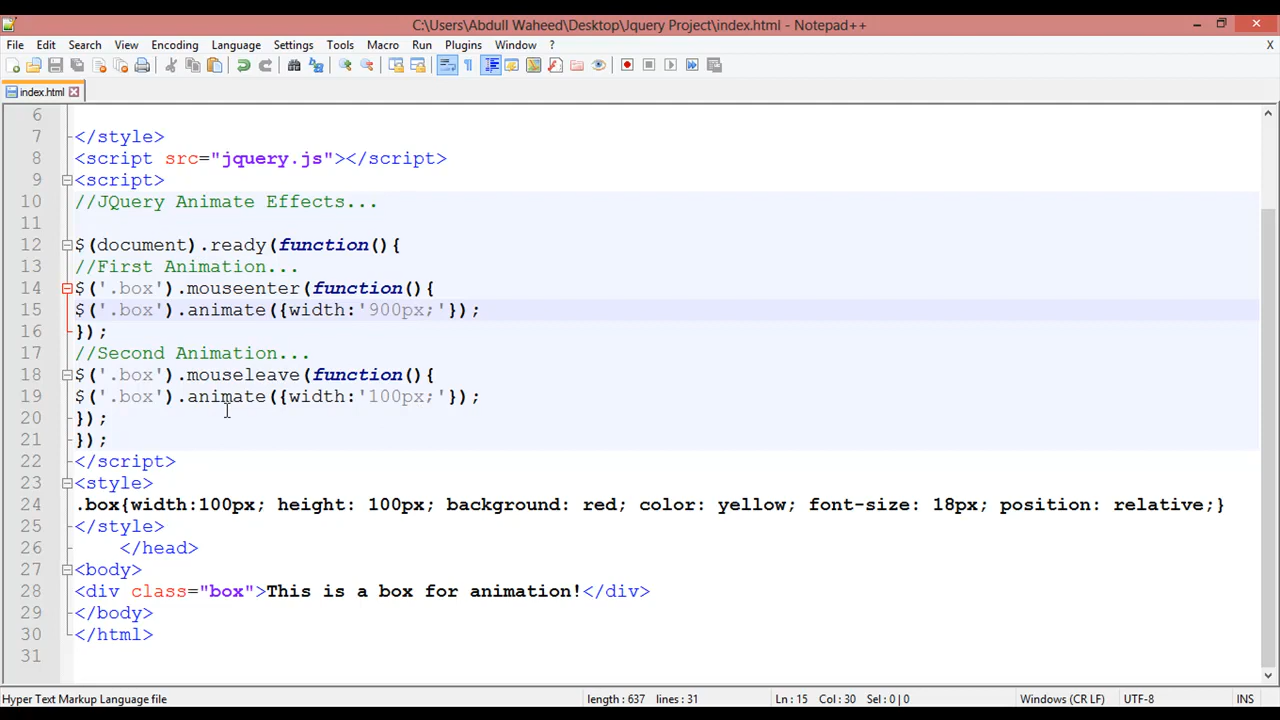 C:\Users\Abdull Waheed\Desktop\Jquery Project\index.html - Notepad++
File Edit Search View Encoding Language Settings Tools Macro Run Plugins Window ? X
index.html
6
7 </style>
8 <script src="jquery.js"></script>
9 <script>
10 //JQuery Animate Effects...
11
12 $(document).ready(function(){
13 //First Animation...
14 $('.box').mouseenter(function(){
15 $('.box').animate({width:'900px;'});
16 });
17 //Second Animation...
18 $('.box').mouseleave(function(){
19 $('.box').animate({width:'100px;'});
20 });
21 });
22 </script>
23 <style>
24 .box{width:100px; height: 100px; background: red; color: yellow; font-size: 18px; position: relative;}
25 </style>
26 </head>
27 <body>
28 <div class="box">This is a box for animation!</div>
29 </body>
30 </html>
31
Hyper Text Markup Language file length : 637 lines : 31 Ln : 15 Col : 30 Sel : 0 | 0 Windows (CR LF) UTF-8 INS